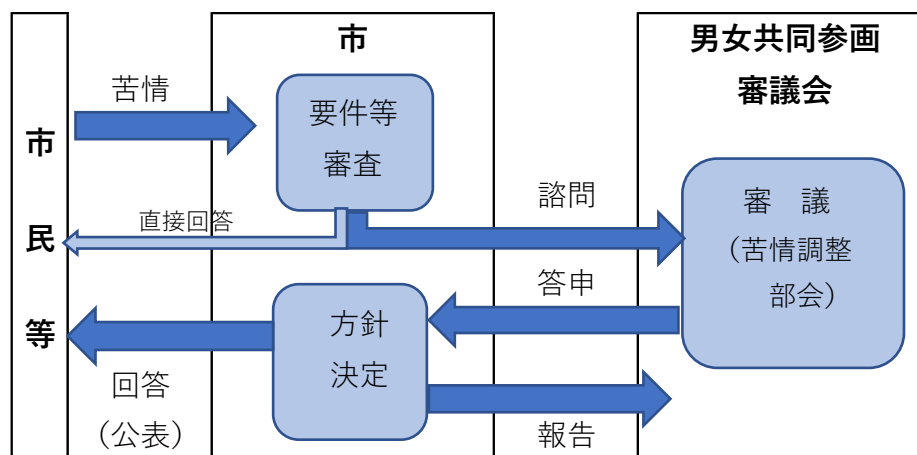 市民等
市
男女共同参画
審議会
苦情
要件等
審査
直接回答
諮問
審　議
（苦情調整
部会）
答申
方針
決定
回答
（公表）
報告